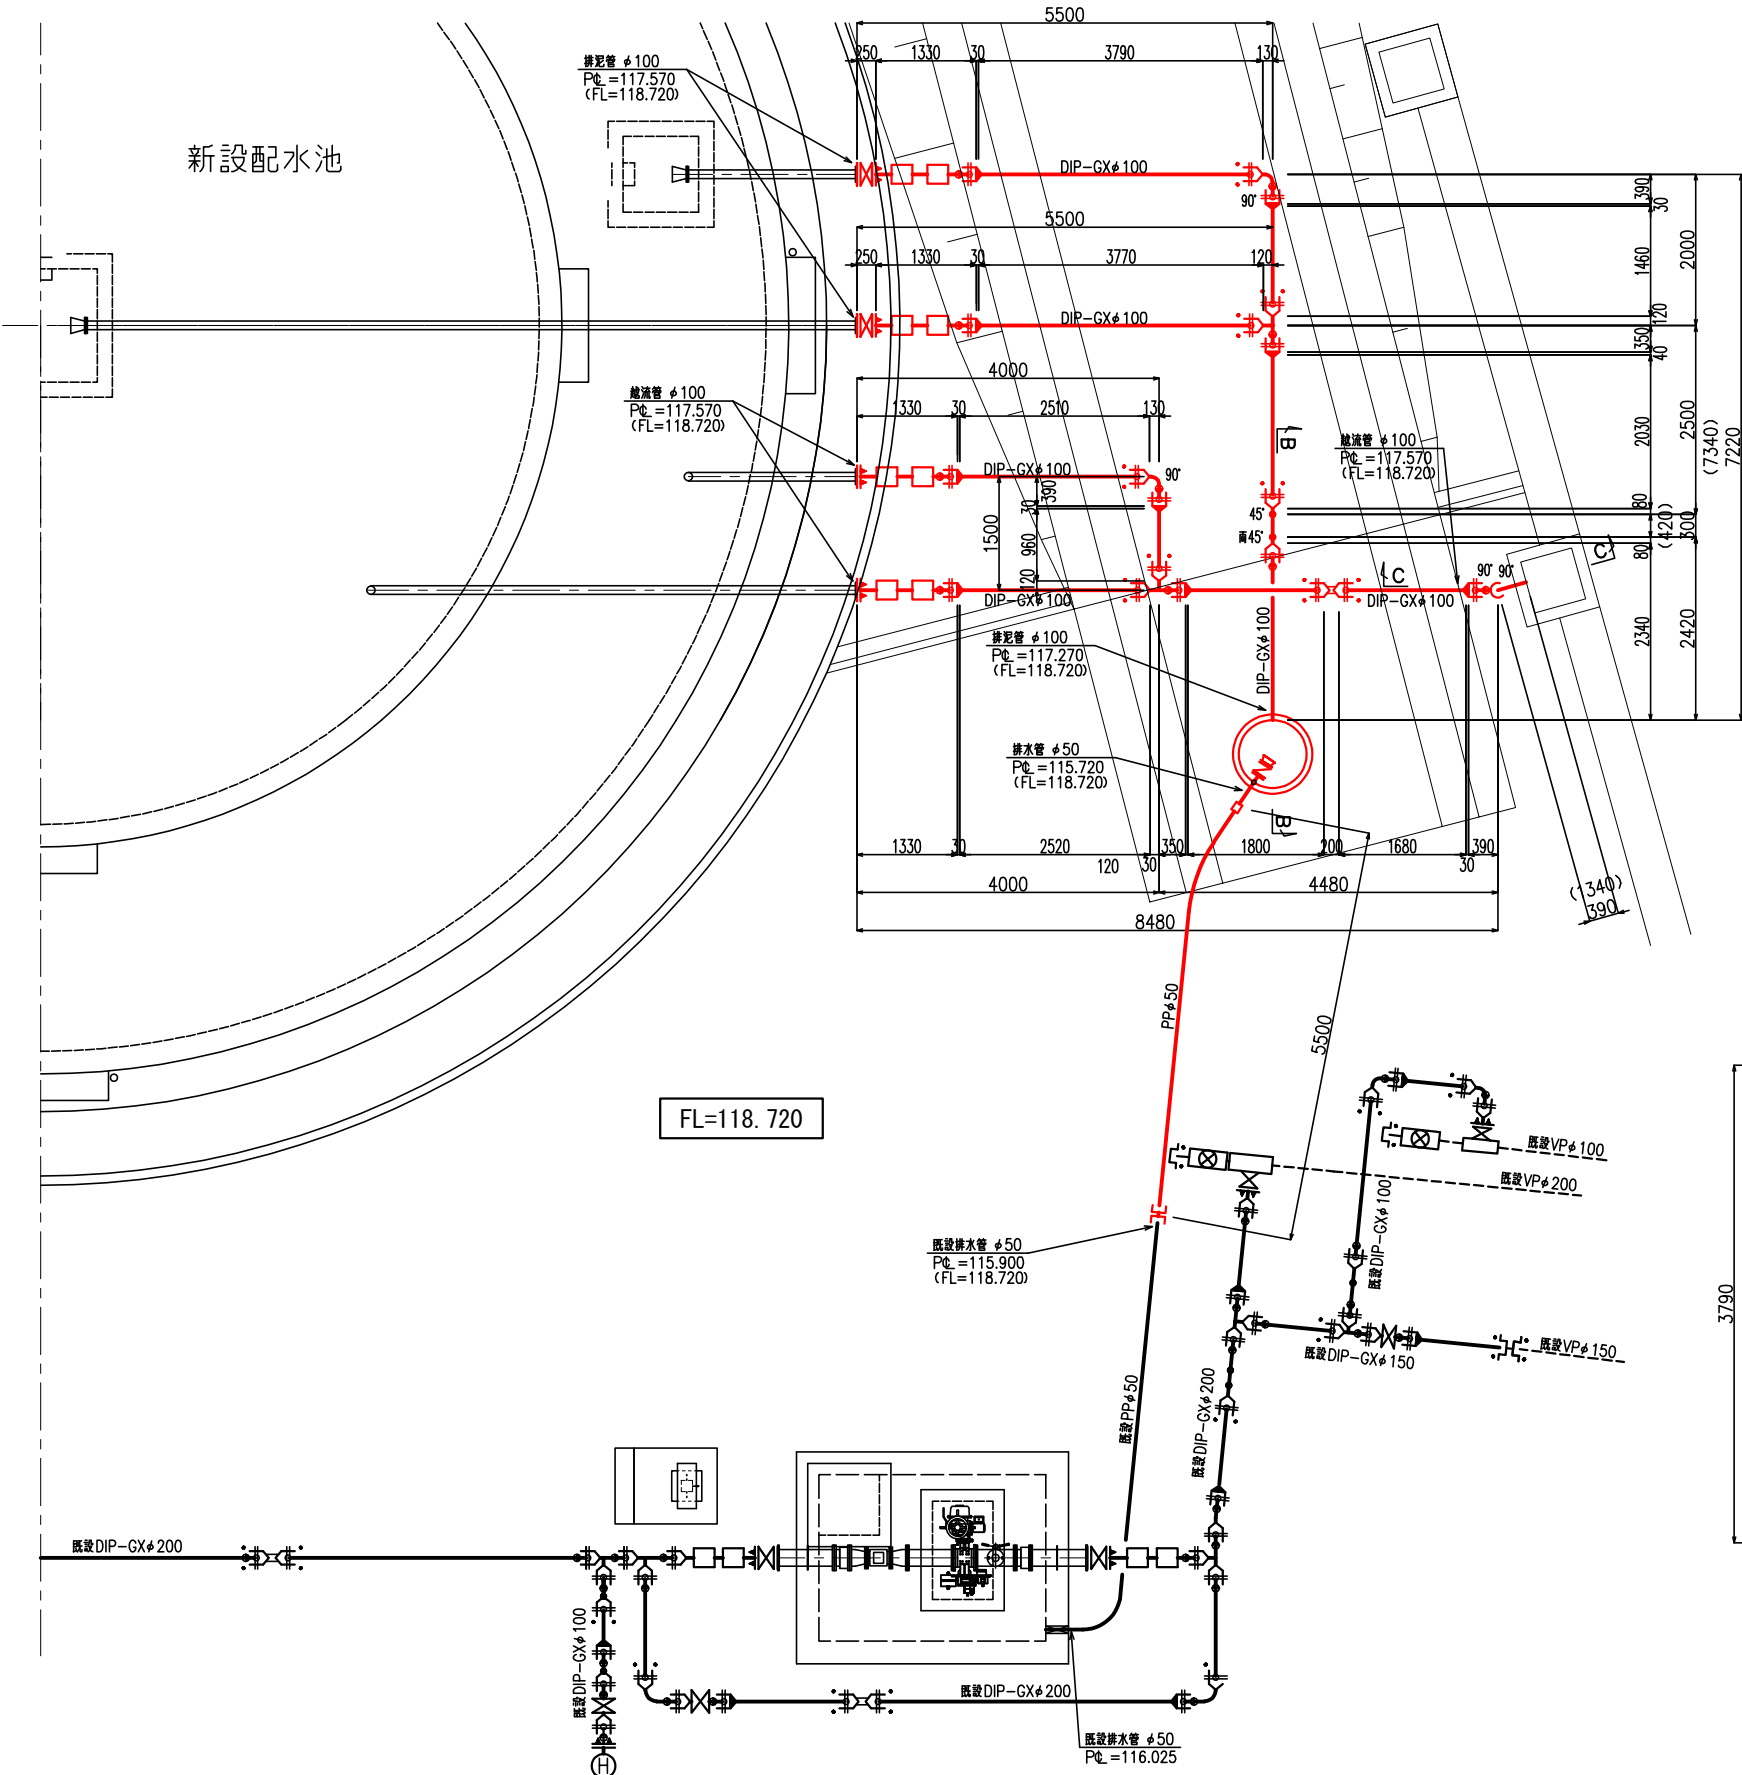 5500
250
1330
30
3790
130
排泥管 φ100
P℄=117.570
(FL=118.720)
新設配水池
DIP-GXφ100
90°
5500
250
1330
30
3770
120
DIP-GXφ100
390
30
1460
2000
120
350
40
2030
2500
(7340)
7220
80
(420)
300
80
2340
2420
越流管 φ100
P℄=117.570
(FL=118.720)
4000
1330
30
2510
130
B
越流管 φ100
P℄=117.570
(FL=118.720)
DIP-GXφ100
90°
390
30
1500
960
120
45°
両45°
C
C
90° 90°
DIP-GXφ100
DIP-GXφ100
排泥管 φ100
P℄=117.270
(FL=118.720)
DIP-GXφ100
排水管 φ50
P℄=115.720
(FL=118.720)
B
1330
30
2520
120
30
350
1800
200
1680
30
390
4000
4480
(1340)
390
8480
PPφ50
5500
FL=118.720
既設VPφ100
既設VPφ200
既設DIP-GXφ100
既設排水管 φ50
P℄=115.900
(FL=118.720)
3790
既設VPφ150
既設DIP-GXφ150
既設PPφ50
既設DIP-GXφ200
既設DIP-GXφ200
既設DIP-GXφ100
既設DIP-GXφ200
既設排水管 φ50
P℄=116.025
H